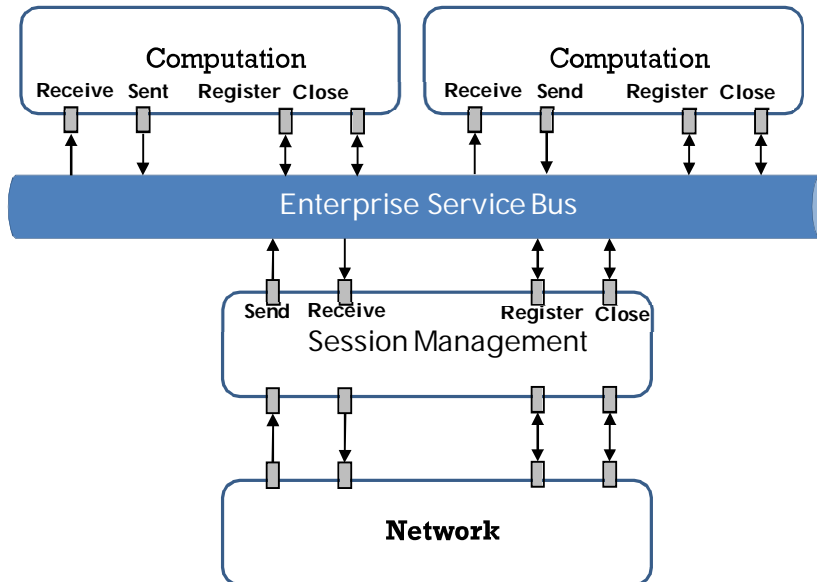 Computation
Computation
Receive Sent Register Close
Receive Send Register Close
Enterprise Service Bus
Send Receive Register Close
Session Management
Network